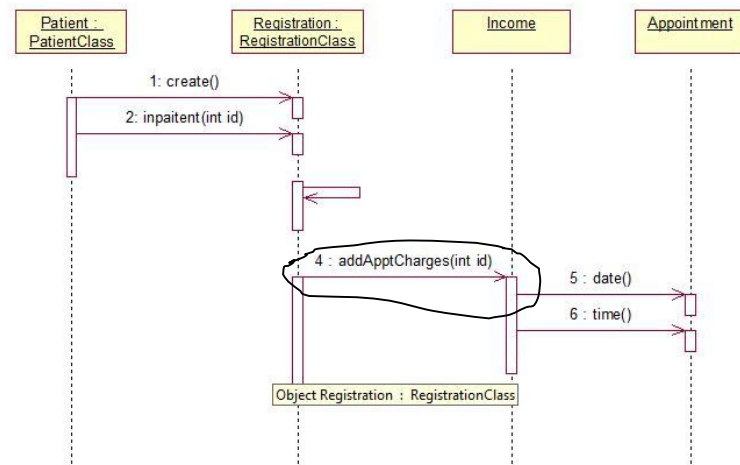 Patient :
PatientClass
Registration :
RegistrationClass
Income
Appointment
1: create()
2: inpaitent(int id)
4 : addApptCharges(int id)
5 : date()
6 : time()
Object Registration : RegistrationClass